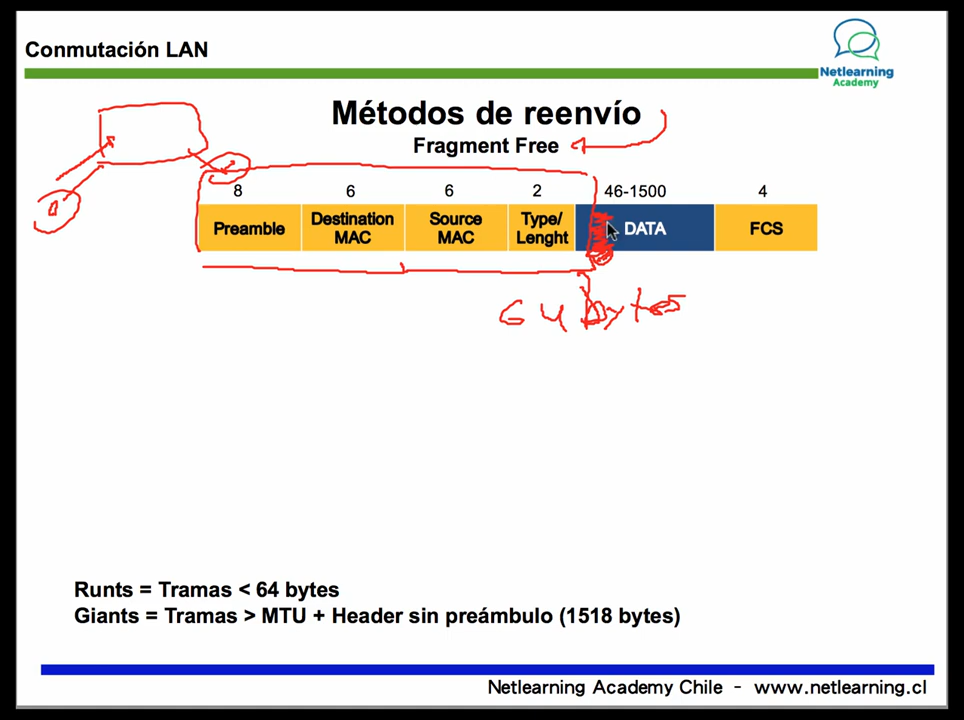 Conmutación LAN
Netlearning
Academy
Métodos de reenvío
Fragment Free
8 6 6 2 46-1500 4
Preamble Destination MAC Source MAC Type/ Lenght DATA FCS
64 bytes
Runts = Tramas < 64 bytes
Giants = Tramas > MTU + Header sin preámbulo (1518 bytes)
Netlearning Academy Chile - www.netlearning.cl